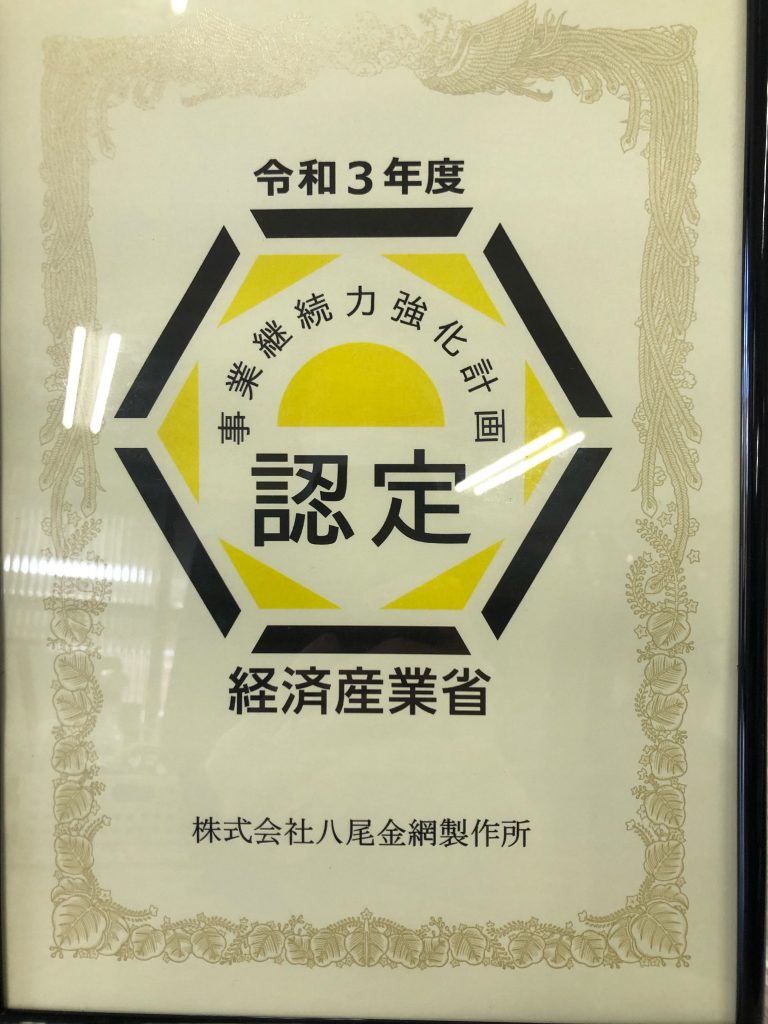 令和３年度
事業継続力強化計画
認定
経済産業省
株式会社八尾金網製作所